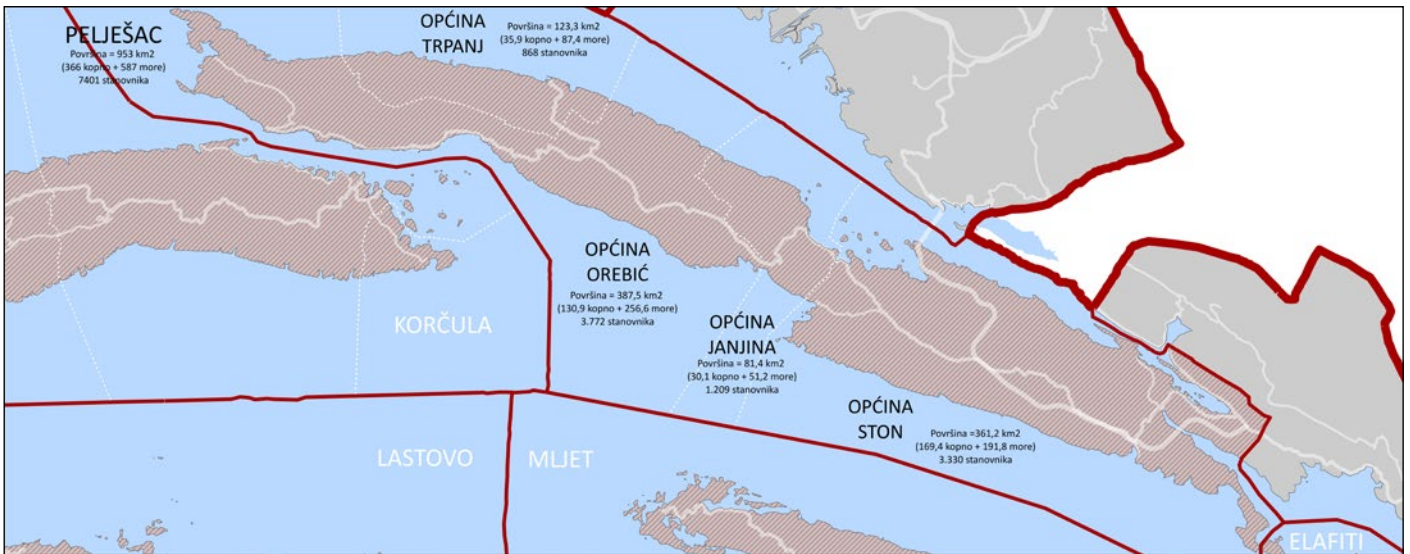 PELJEŠAC
Površina = 953 km2
(366 kopno + 587 more)
7401 stanovnika
OPĆINA
TRPANJ
Površina = 123,3 km2
(35,9 kopno + 87,4 more)
868 stanovnika
OPĆINA
OREBIĆ
Površina = 387,5 km2
(130,9 kopno + 256,6 more)
3.772 stanovnika
KORČULA
OPĆINA
JANJINA
Površina = 81,4 km2
(30,1 kopno + 51,2 more)
1.209 stanovnika
OPĆINA
STON
Površina =361,2 km2
(169,4 kopno + 191,8 more)
3.330 stanovnika
LASTOVO
MLJET
ELAFITI